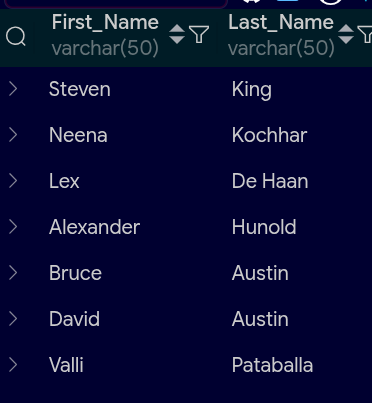 First_Name Last_Name
varchar(50) varchar(50)
Steven King
Neena Kochhar
Lex De Haan
Alexander Hunold
Bruce Austin
David Austin
Valli Pataballa